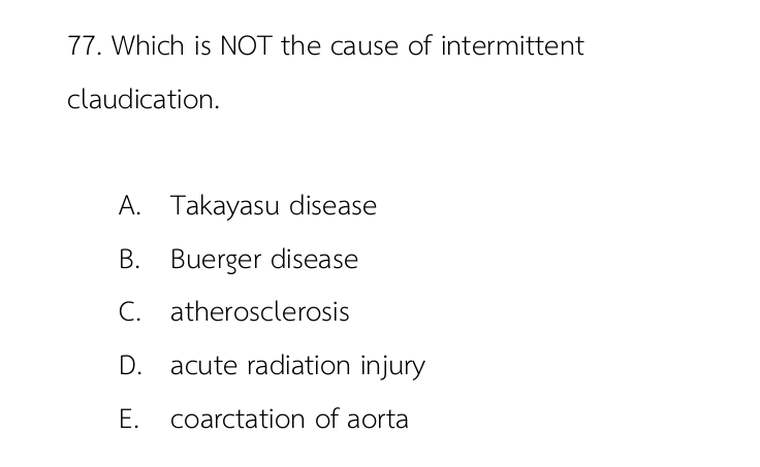 77. Which is NOT the cause of intermittent
claudication.
A. Takayasu disease
B. Buerger disease
C. atherosclerosis
D. acute radiation injury
E. coarctation of aorta